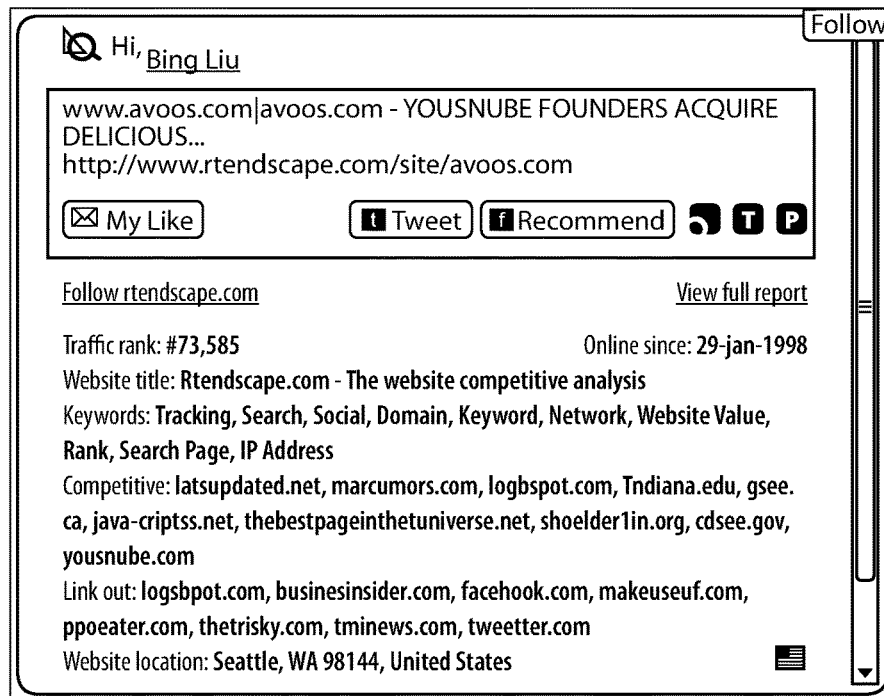 Follow
Hi, Bing Liu
www.avoos.com|avoos.com - YOUSNUBE FOUNDERS ACQUIRE
DELICIOUS...
http://www.rtendscape.com/site/avoos.com
My Like t Tweet f Recommend T P
Follow rtendscape.com View full report
Traffic rank: #73,585 Online since: 29-jan-1998
Website title: Rtendscape.com - The website competitive analysis
Keywords: Tracking, Search, Social, Domain, Keyword, Network, Website Value,
Rank, Search Page, IP Address
Competitive: latsupdated.net, marcumors.com, logbspot.com, Tndiana.edu, gsee.
ca, java-criptss.net, thebestpageinthetuniverse.net, shoelder1in.org, cdsee.gov,
yousnube.com
Link out: logsbpot.com, businesinsider.com, facehook.com, makeuseuf.com,
ppoeater.com, thetrisky.com, tminews.com, tweetter.com
Website location: Seattle, WA 98144, United States